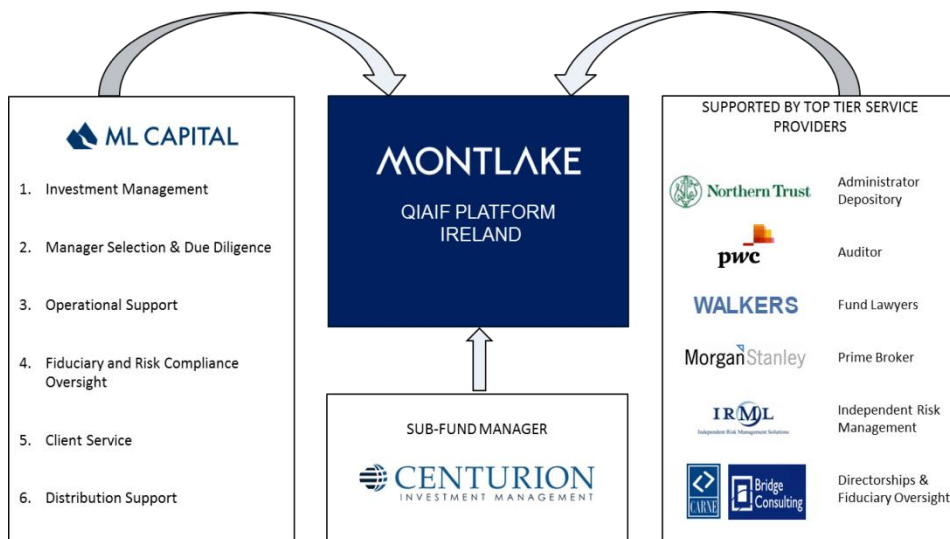 ML CAPITAL
1. Investment Management
2. Manager Selection & Due Diligence
3. Operational Support
4. Fiduciary and Risk Compliance
Oversight
5. Client Service
6. Distribution Support
MONTLAKE
QIAIF PLATFORM
IRELAND
SUB-FUND MANAGER
CENTURION
INVESTMENT MANAGEMENT
SUPPORTED BY TOP TIER SERVICE
PROVIDERS
Northern Trust
Administrator
Depository
pwc
Auditor
WALKERS
Fund Lawyers
Morgan Stanley
Prime Broker
IRML
Independent Risk Management Solutions
Independent Risk
Management
CARNE
Bridge
Consulting
Directorships &
Fiduciary Oversight